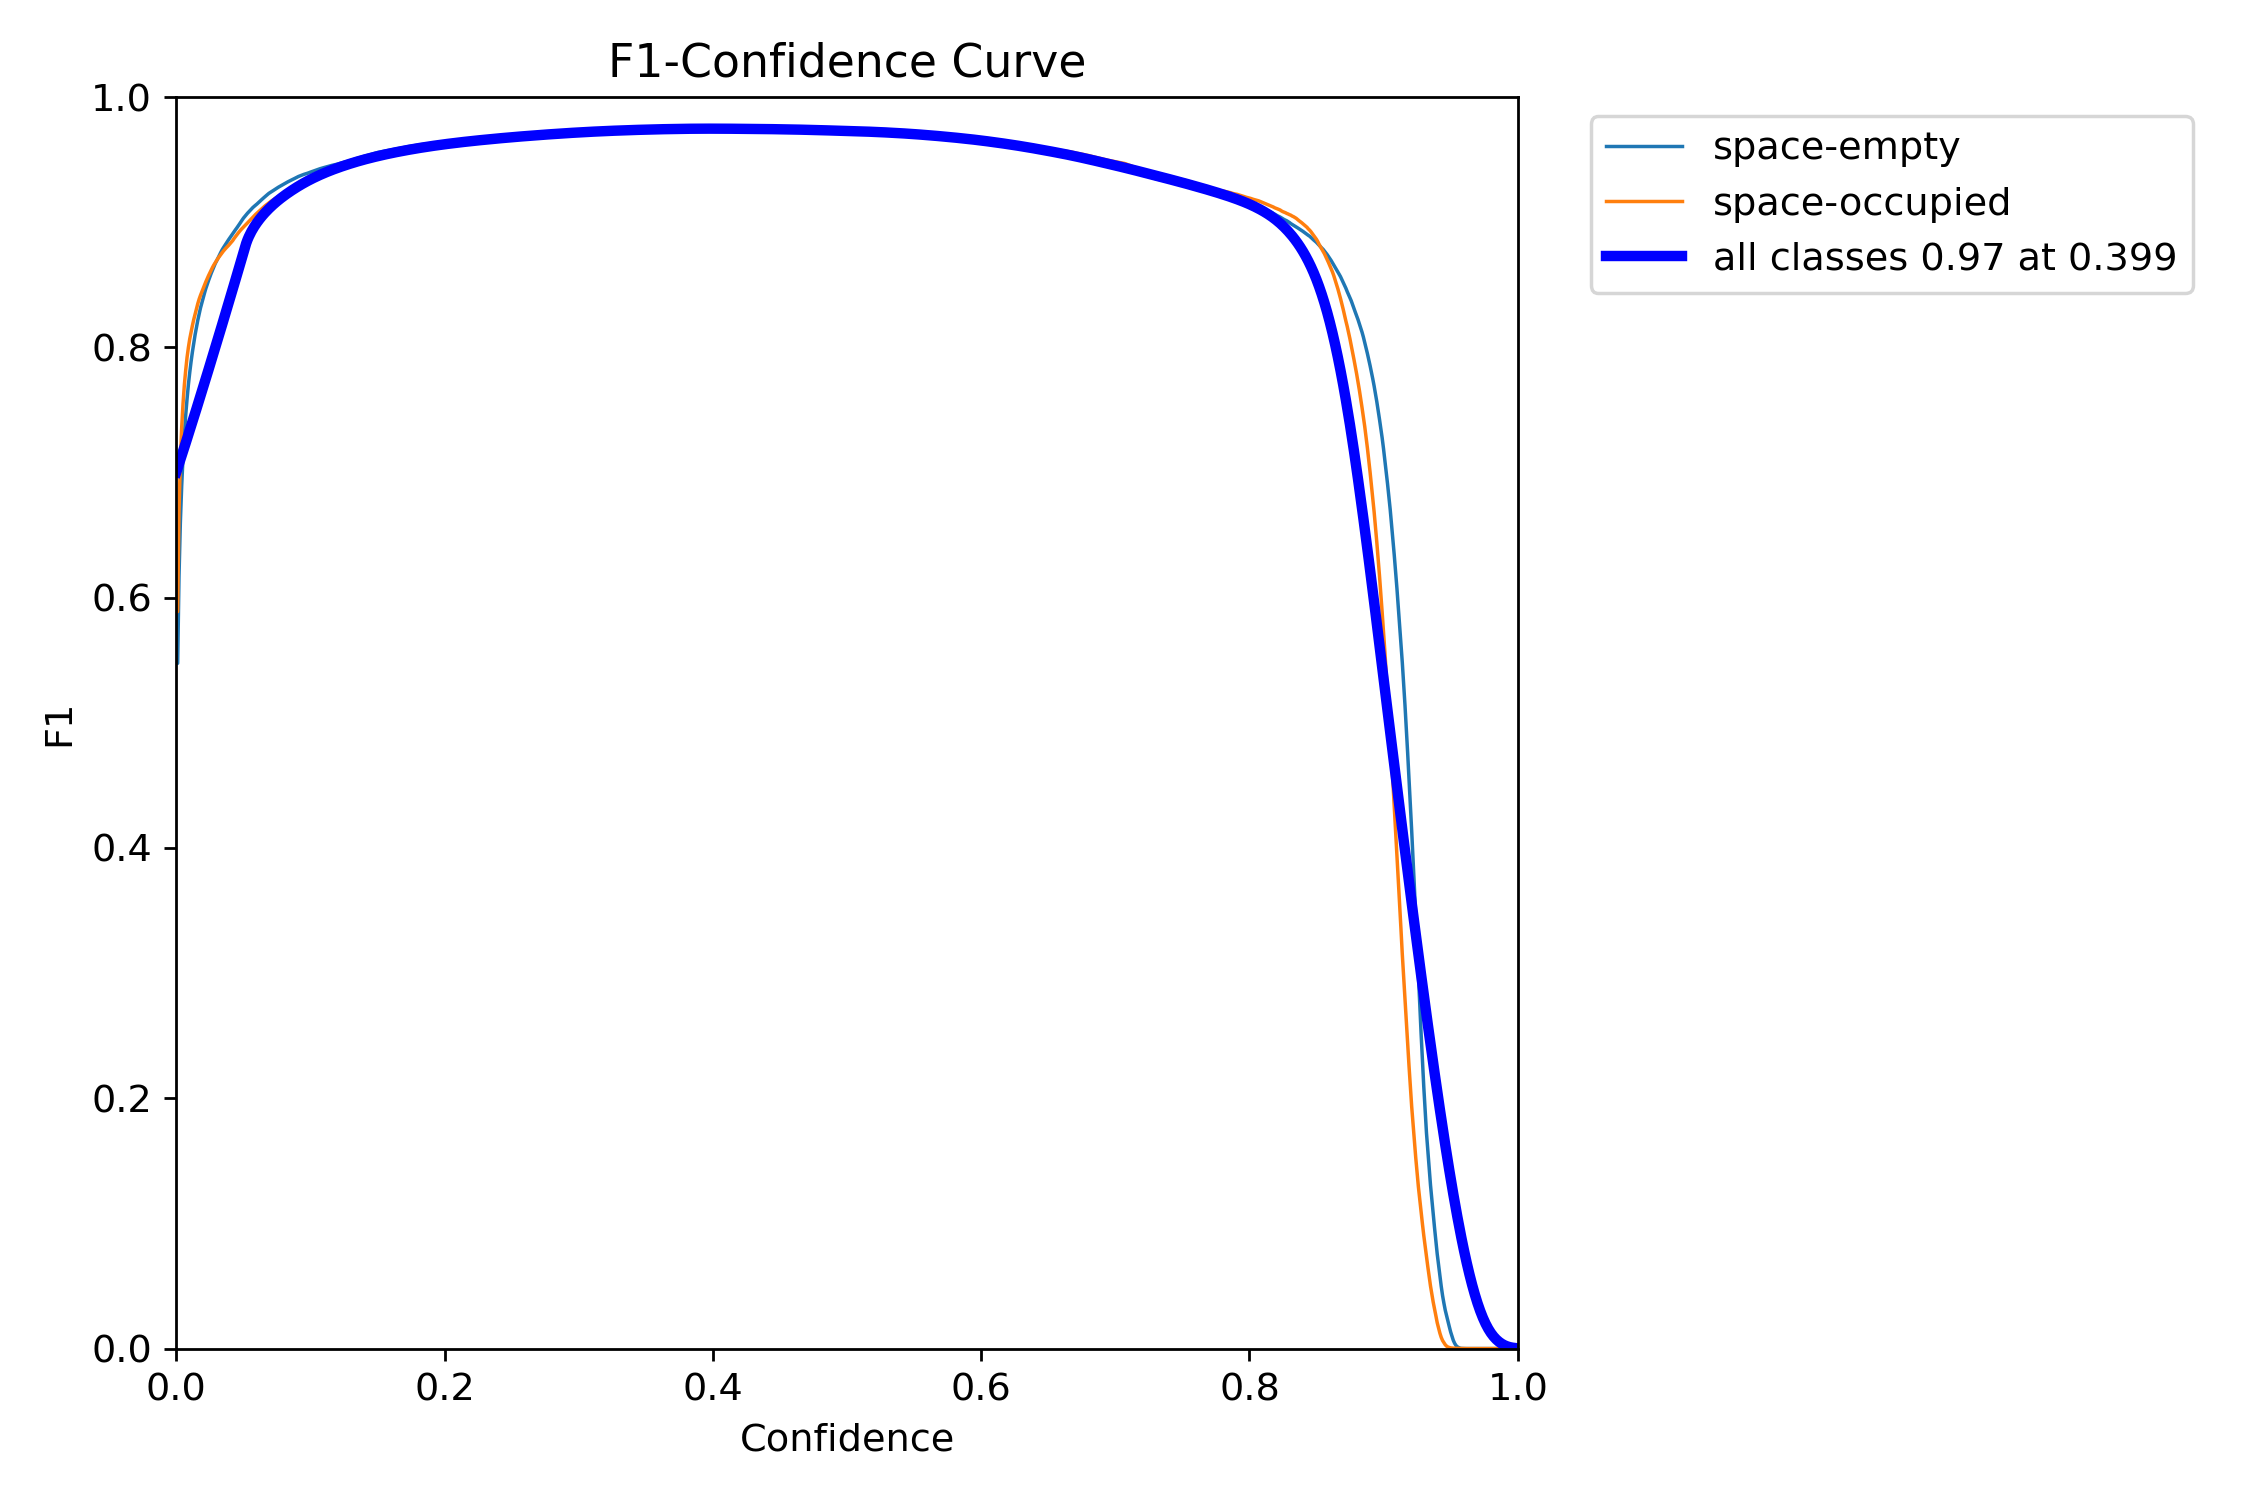 F1-Confidence Curve
1.0
0.8
0.6
0.4
0.2
0.0
F1
0.0 0.2 0.4 0.6 0.8 1.0
Confidence
space-empty
space-occupied
all classes 0.97 at 0.399